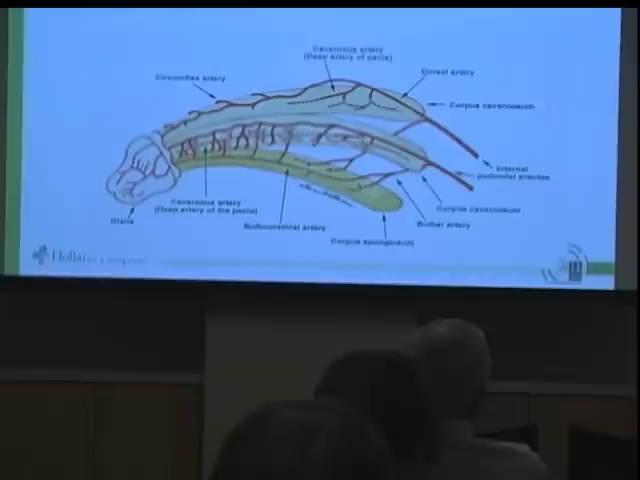 Cavernous artery
(Deep artery of penis)
Circumflex artery
Dorsal artery
Corpus cavernosum
Internal
pudendal arteries
Cavernous artery
(Deep artery of the penis)
Glans
Bulbourethral artery
Corpus cavernosum
Bulbar artery
Corpus spongiosum